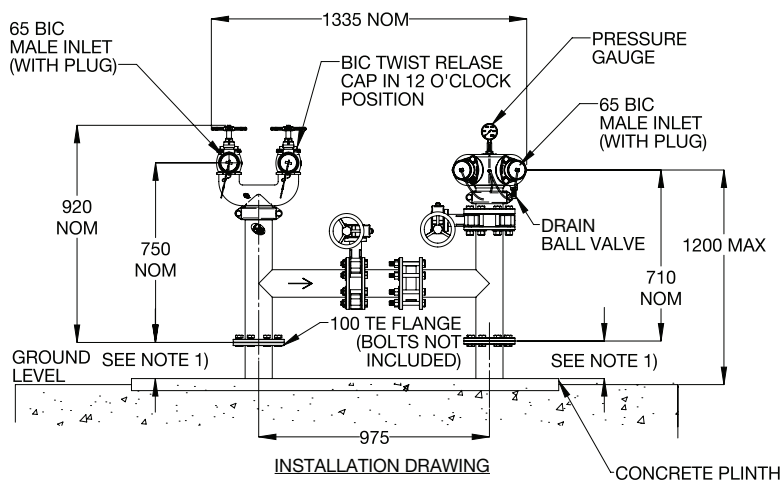 1335 NOM
65 BIC
MALE INLET
(WITH PLUG)
BIC TWIST RELASE
CAP IN 12 O'CLOCK
POSITION
PRESSURE
GAUGE
65 BIC
MALE INLET
(WITH PLUG)
920
NOM
750
NOM
DRAIN
BALL VALVE
1200 MAX
710
NOM
100 TE FLANGE
(BOLTS NOT
INCLUDED)
GROUND
LEVEL
SEE NOTE 1)
SEE NOTE 1)
975
INSTALLATION DRAWING
CONCRETE PLINTH